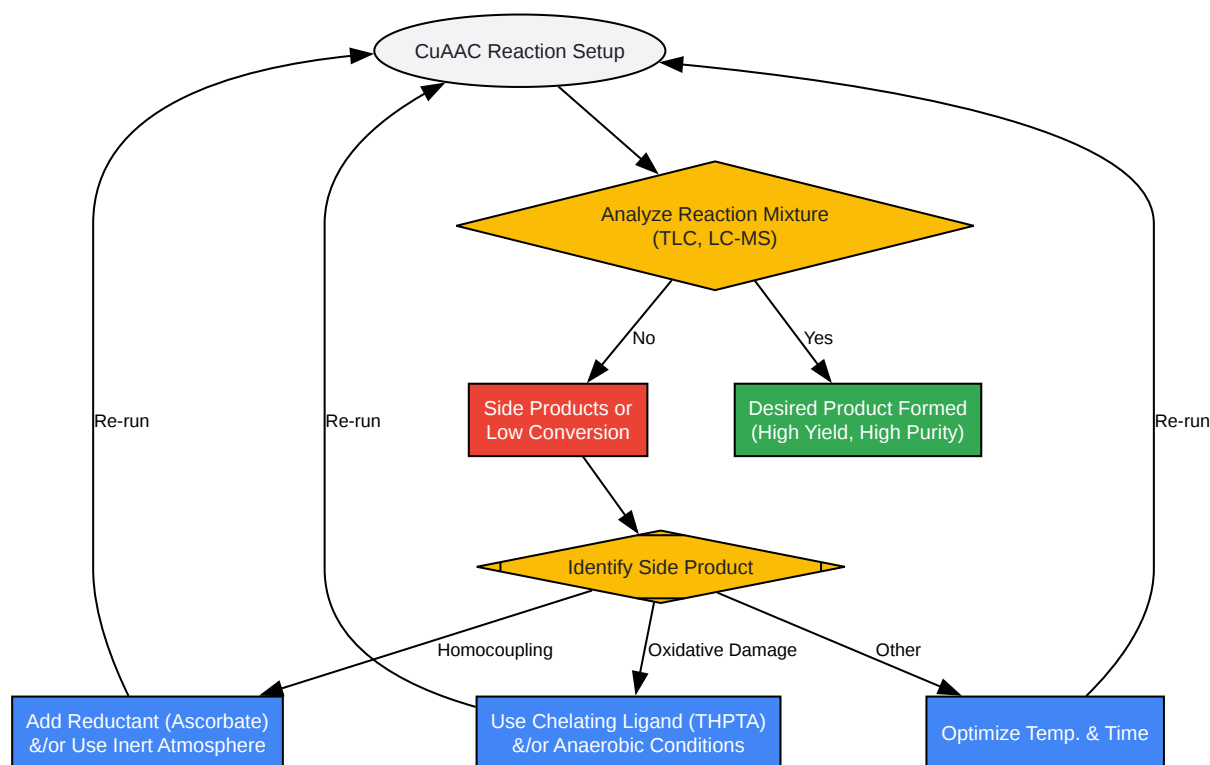 CuAAC Reaction Setup
Analyze Reaction Mixture
(TLC, LC-MS)
No
Yes
Side Products or
Low Conversion
Desired Product Formed
(High Yield, High Purity)
Re-run
Re-run
Re-run
Identify Side Product
Homocoupling
Oxidative Damage
Other
Add Reductant (Ascorbate)
&/or Use Inert Atmosphere
Use Chelating Ligand (THPTA)
&/or Anaerobic Conditions
Optimize Temp. & Time